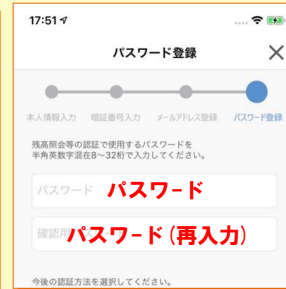 17:51
パスワード登録
本人情報入力 暗証番号入力 メールアドレス登録 パスワード登録
残高照会等の認証で使用するパスワードを
半角英数字混在8〜32桁で入力してください。
パスワード パスワード
確認用 パスワード(再入力)
今後の認証方法を選択してください。